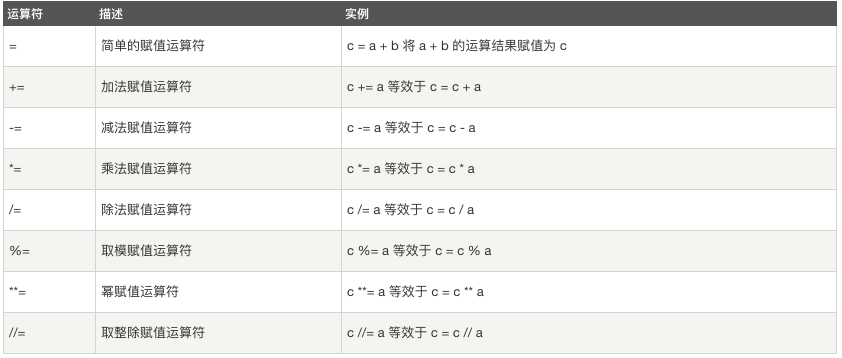 运算符 描述 实例
= 简单的赋值运算符 c = a + b 将 a + b 的运算结果赋值为 c
+= 加法赋值运算符 c += a 等效于 c = c + a
-= 减法赋值运算符 c -= a 等效于 c = c - a
*= 乘法赋值运算符 c *= a 等效于 c = c * a
/= 除法赋值运算符 c /= a 等效于 c = c / a
%= 取模赋值运算符 c %= a 等效于 c = c % a
**= 幂赋值运算符 c **= a 等效于 c = c ** a
//= 取整除赋值运算符 c //= a 等效于 c = c // a